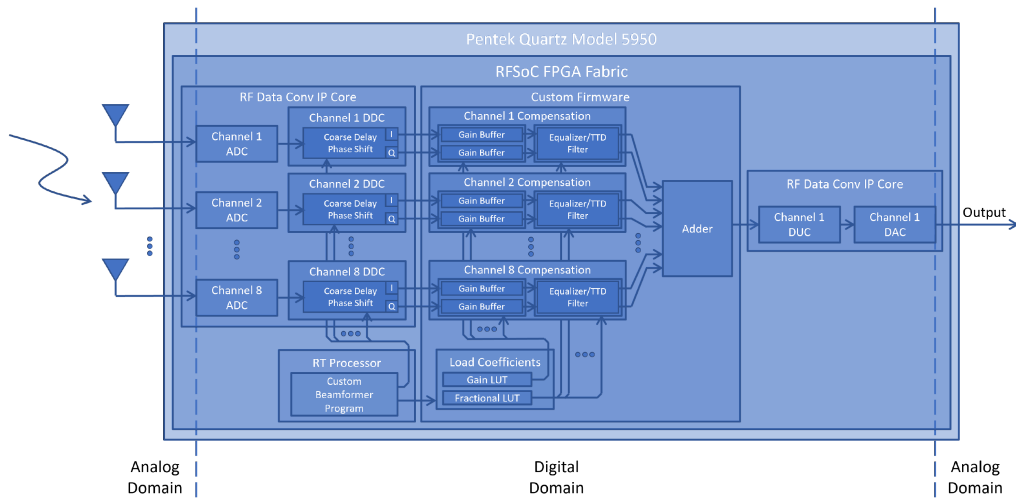 Pentek Quartz Model 5950
RFSoC FPGA Fabric
RF Data Conv IP Core
Channel 1
ADC
Channel 1 DDC
Coarse Delay
Phase Shift
I
Q
Channel 2
ADC
Channel 2 DDC
Coarse Delay
Phase Shift
Channel 8
ADC
Channel 8 DDC
Coarse Delay
Phase Shift
I
Q
Custom Firmware
Channel 1 Compensation
Gain Buffer
Gain Buffer
Equalizer/TTD
Filter
Channel 2 Compensation
Gain Buffer
Gain Buffer
Equalizer/TTD
Filter
Channel 8 Compensation
Gain Buffer
Gain Buffer
Equalizer/TTD
Filter
Adder
RF Data Conv IP Core
Channel 1
DUC
Channel 1
DAC
Output
RT Processor
Custom
Beamformer
Program
Load Coefficients
Gain LUT
Fractional LUT
Analog
Domain
Digital
Domain
Analog
Domain